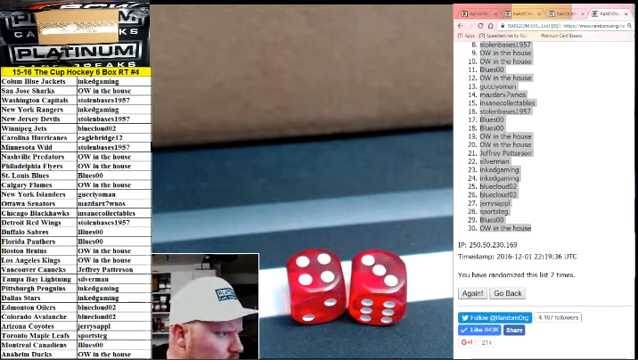 PLATINUM
15-16 The Cup Hockey 6 Box RT #4
Colum Blue Jackets inkedgaming
San Jose Sharks OW in the house
Washington Capitals stolenbases1957
New York Rangers inkedgaming
New Jersey Devils stolenbases1957
Winnipeg Jets bluecloud02
Carolina Hurricanes eaglebridge12
Minnesota Wild stolenbases1957
Nashville Predators OW in the house
Philadelphia Flyers OW in the house
St. Louis Blues Blues00
Calgary Flames OW in the house
New York Islanders gucciyoman
Ottawa Senators mazdarx7wnos
Chicago Blackhawks insanecollectables
Detroit Red Wings stolenbases1957
Buffalo Sabres Blues00
Florida Panthers Blues00
Boston Bruins OW in the house
Los Angeles Kings OW in the house
Vancouver Canucks Jeffrey Patterson
Tampa Bay Lightning silverman
Pittsburgh Penguins inkedgaming
Dallas Stars inkedgaming
Edmonton Oilers bluecloud02
Colorado Avalanche bluecloud02
Arizona Coyotes jerrysappl
Toronto Maple Leafs sportsteg
Montreal Canadiens Blues00
Anaheim Ducks OW in the house
8. stolenbases1957
9. OW in the house
10. OW in the house
11. Blues00
12. OW in the house
13. gucciyoman
14. mazdarx7wnos
15. insanecollectables
16. stolenbases1957
17. Blues00
18. Blues00
19. OW in the house
20. OW in the house
21. Jeffrey Patterson
22. silverman
23. inkedgaming
24. inkedgaming
25. bluecloud02
26. bluecloud02
27. jerrysappl
28. sportsteg
29. Blues00
30. OW in the house
IP: 250.50.230.169
Timestamp: 2016-12-01 22:19:36 UTC
You have randomized this list 7 times.
Again! Go Back
Follow @RandomOrg 4,167 followers
Like 843 Share
G+1 21k